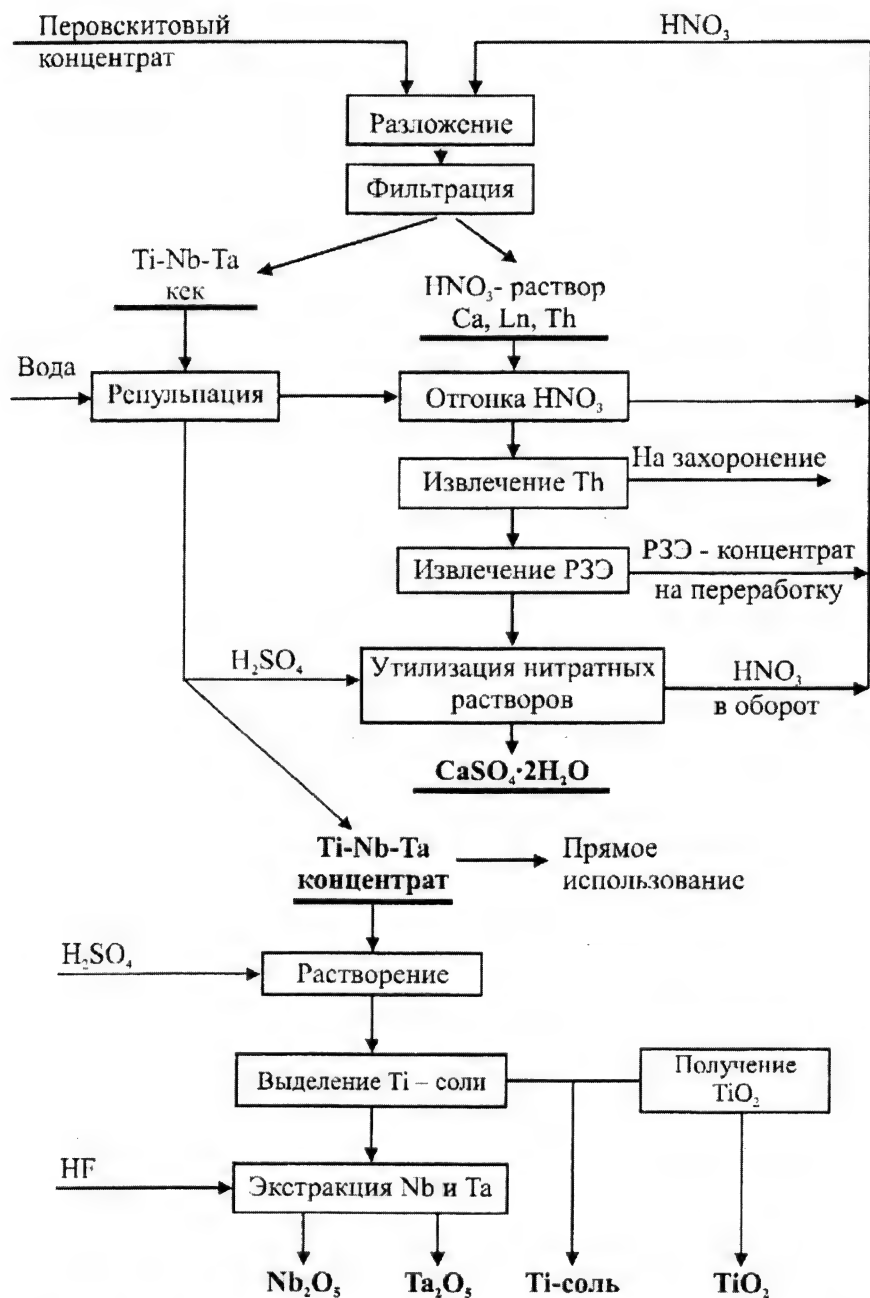 Перовскитовый
концентрат
HNO₃
Разложение
Фильтрация
Ti-Nb-Ta
кек
HNO₃- раствор
Ca, Ln, Th
Вода
Репульпация
Отгонка HNO₃
На захоронение
Извлечение Th
РЗЭ - концентрат
на переработку
Извлечение РЗЭ
H₂SO₄
Утилизация нитратных
растворов
HNO₃
в оборот
CaSO₄·2H₂O
Ti-Nb-Ta
концентрат
Прямое
использование
H₂SO₄
Растворение
Выделение Ti – соли
Получение
TiO₂
HF
Экстракция Nb и Ta
Nb₂O₅
Ta₂O₅
Ti-соль
TiO₂